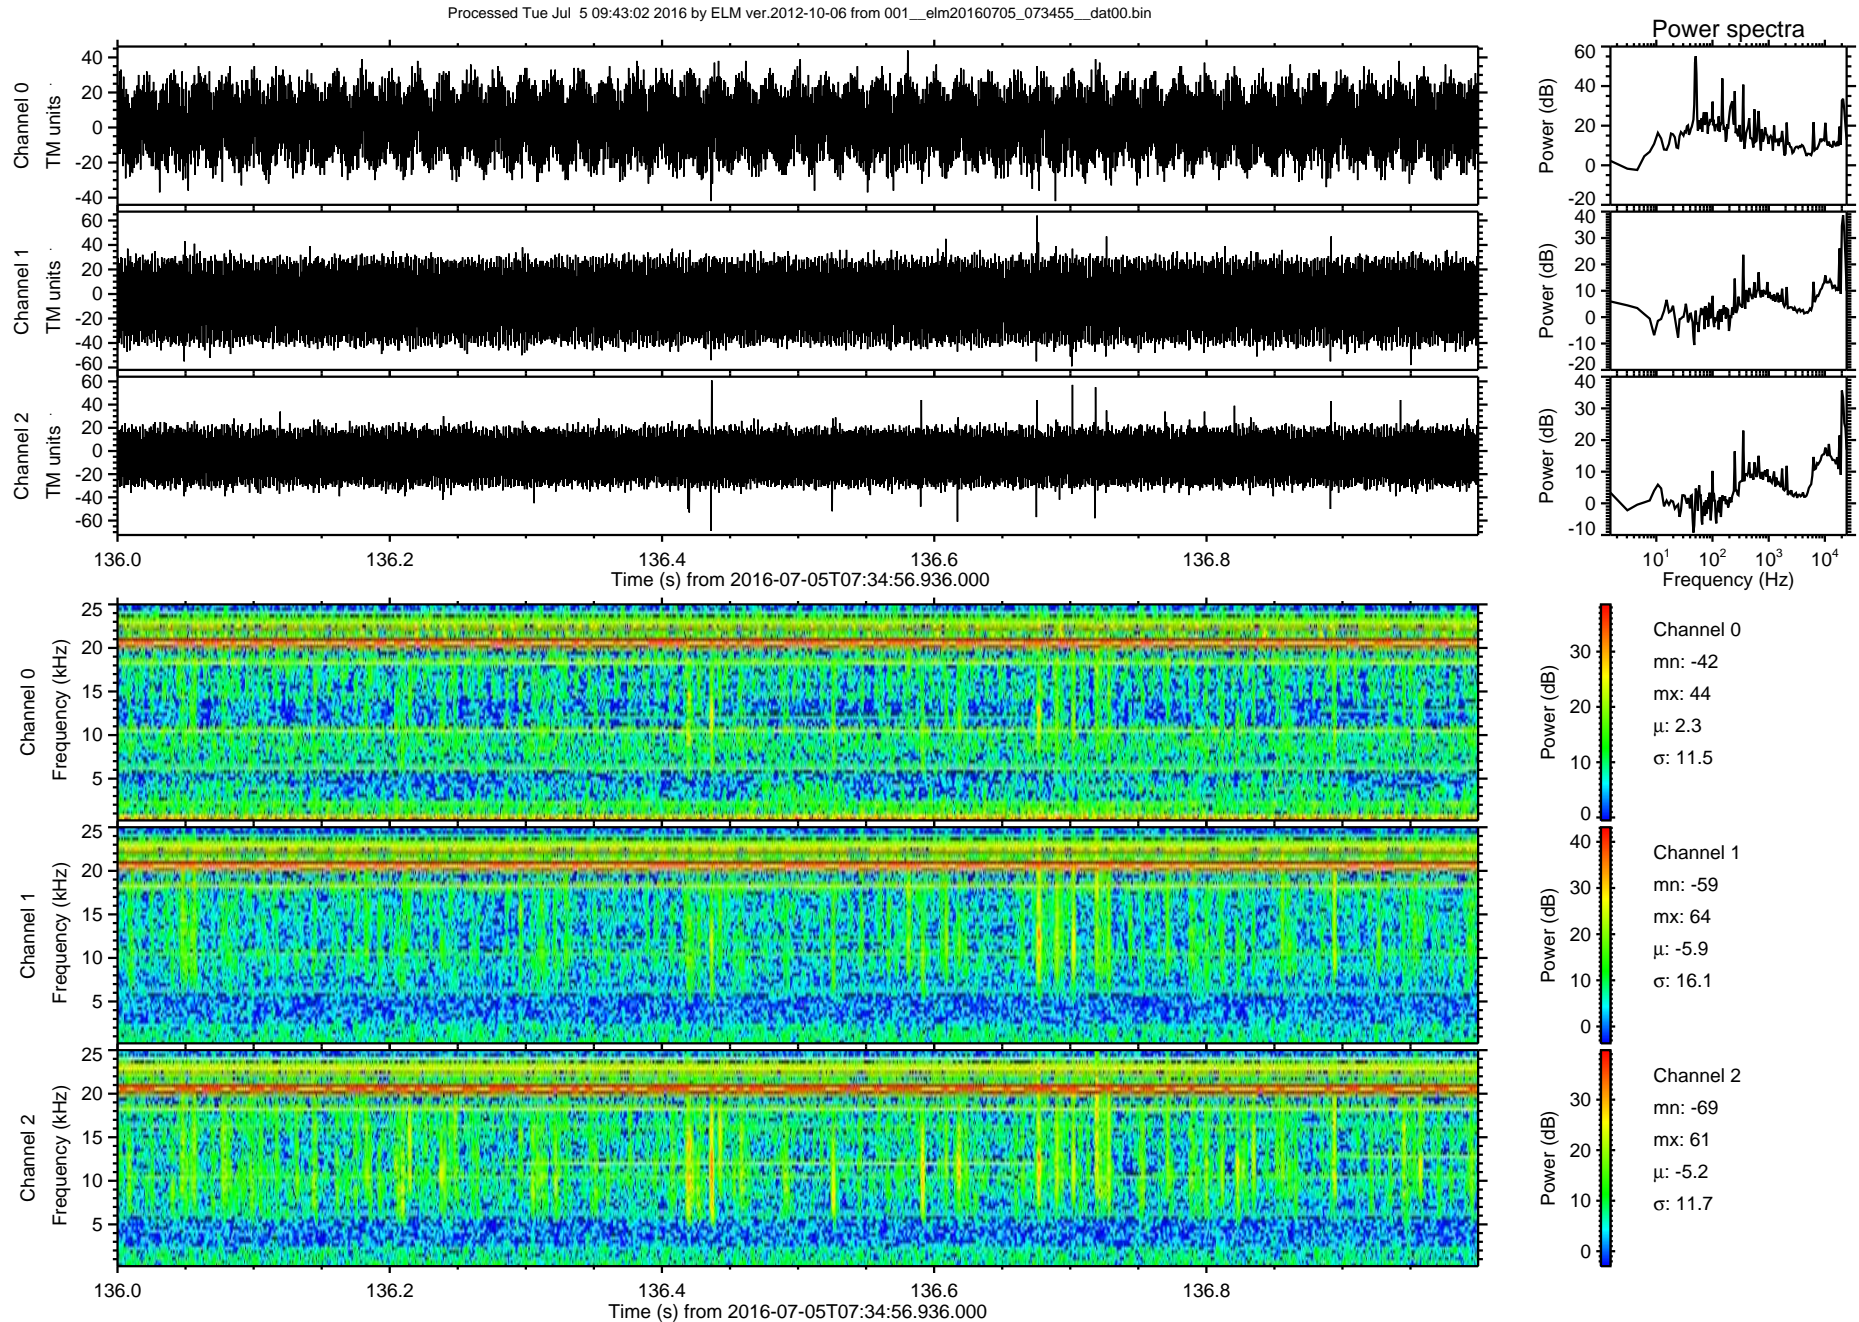 Processed Tue Jul 5 09:43:02 2016 by ELM ver.2012-10-06 from 001__elm20160705_073455__dat00.bin
Power spectra
Channel 0
TM units
40
20
0
-20
-40
Power (dB)
60
40
20
0
-20
Channel 1
TM units
60
40
20
0
-20
-40
-60
Power (dB)
40
30
20
10
0
-10
-20
Channel 2
TM units
60
40
20
0
-20
-40
-60
Power (dB)
40
30
20
10
0
-10
136.0 136.2 136.4 136.6 136.8
Time (s) from 2016-07-05T07:34:56.936.000
10¹ 10² 10³ 10⁴
Frequency (Hz)
Channel 0
Frequency (kHz)
25
20
15
10
5
Power (dB)
30
20
10
0
Channel 0
mn: -42
mx: 44
μ: 2.3
σ: 11.5
Channel 1
Frequency (kHz)
25
20
15
10
5
Power (dB)
40
30
20
10
0
Channel 1
mn: -59
mx: 64
μ: -5.9
σ: 16.1
Channel 2
Frequency (kHz)
25
20
15
10
5
Power (dB)
30
20
10
0
Channel 2
mn: -69
mx: 61
μ: -5.2
σ: 11.7
136.0 136.2 136.4 136.6 136.8
Time (s) from 2016-07-05T07:34:56.936.000